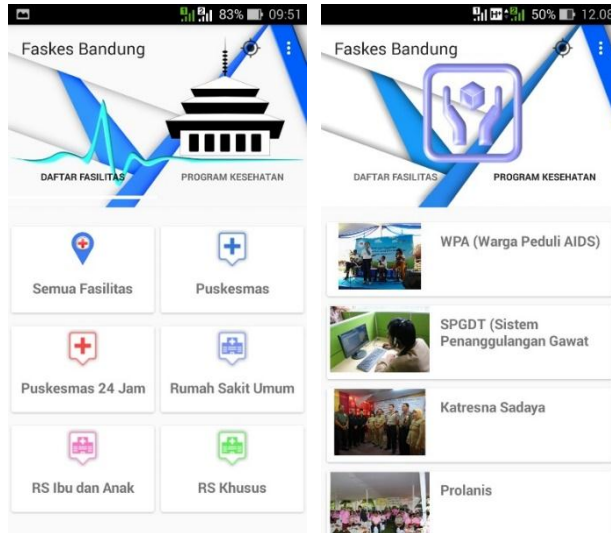 83% 09:51
Faskes Bandung
DAFTAR FASILITAS PROGRAM KESEHATAN
Semua Fasilitas Puskesmas
Puskesmas 24 Jam Rumah Sakit Umum
RS Ibu dan Anak RS Khusus
50% 12.08
Faskes Bandung
DAFTAR FASILITAS PROGRAM KESEHATAN
WPA (Warga Peduli AIDS)
SPGDT (Sistem
Penanggulangan Gawat
Katresna Sadaya
Prolanis